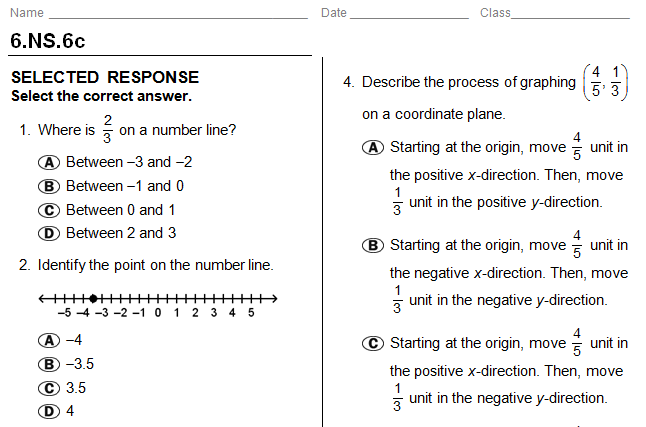 Name Date Class
6.NS.6c
SELECTED RESPONSE
Select the correct answer.
1. Where is 2/3 on a number line?
A Between –3 and –2
B Between –1 and 0
C Between 0 and 1
D Between 2 and 3
2. Identify the point on the number line.
–5 –4 –3 –2 –1 0 1 2 3 4 5
A –4
B –3.5
C 3.5
D 4
4. Describe the process of graphing (4/5, 1/3)
on a coordinate plane.
A Starting at the origin, move 4/5 unit in
the positive x-direction. Then, move
1/3 unit in the positive y-direction.
B Starting at the origin, move 4/5 unit in
the negative x-direction. Then, move
1/3 unit in the negative y-direction.
C Starting at the origin, move 4/5 unit in
the positive x-direction. Then, move
1/3 unit in the negative y-direction.